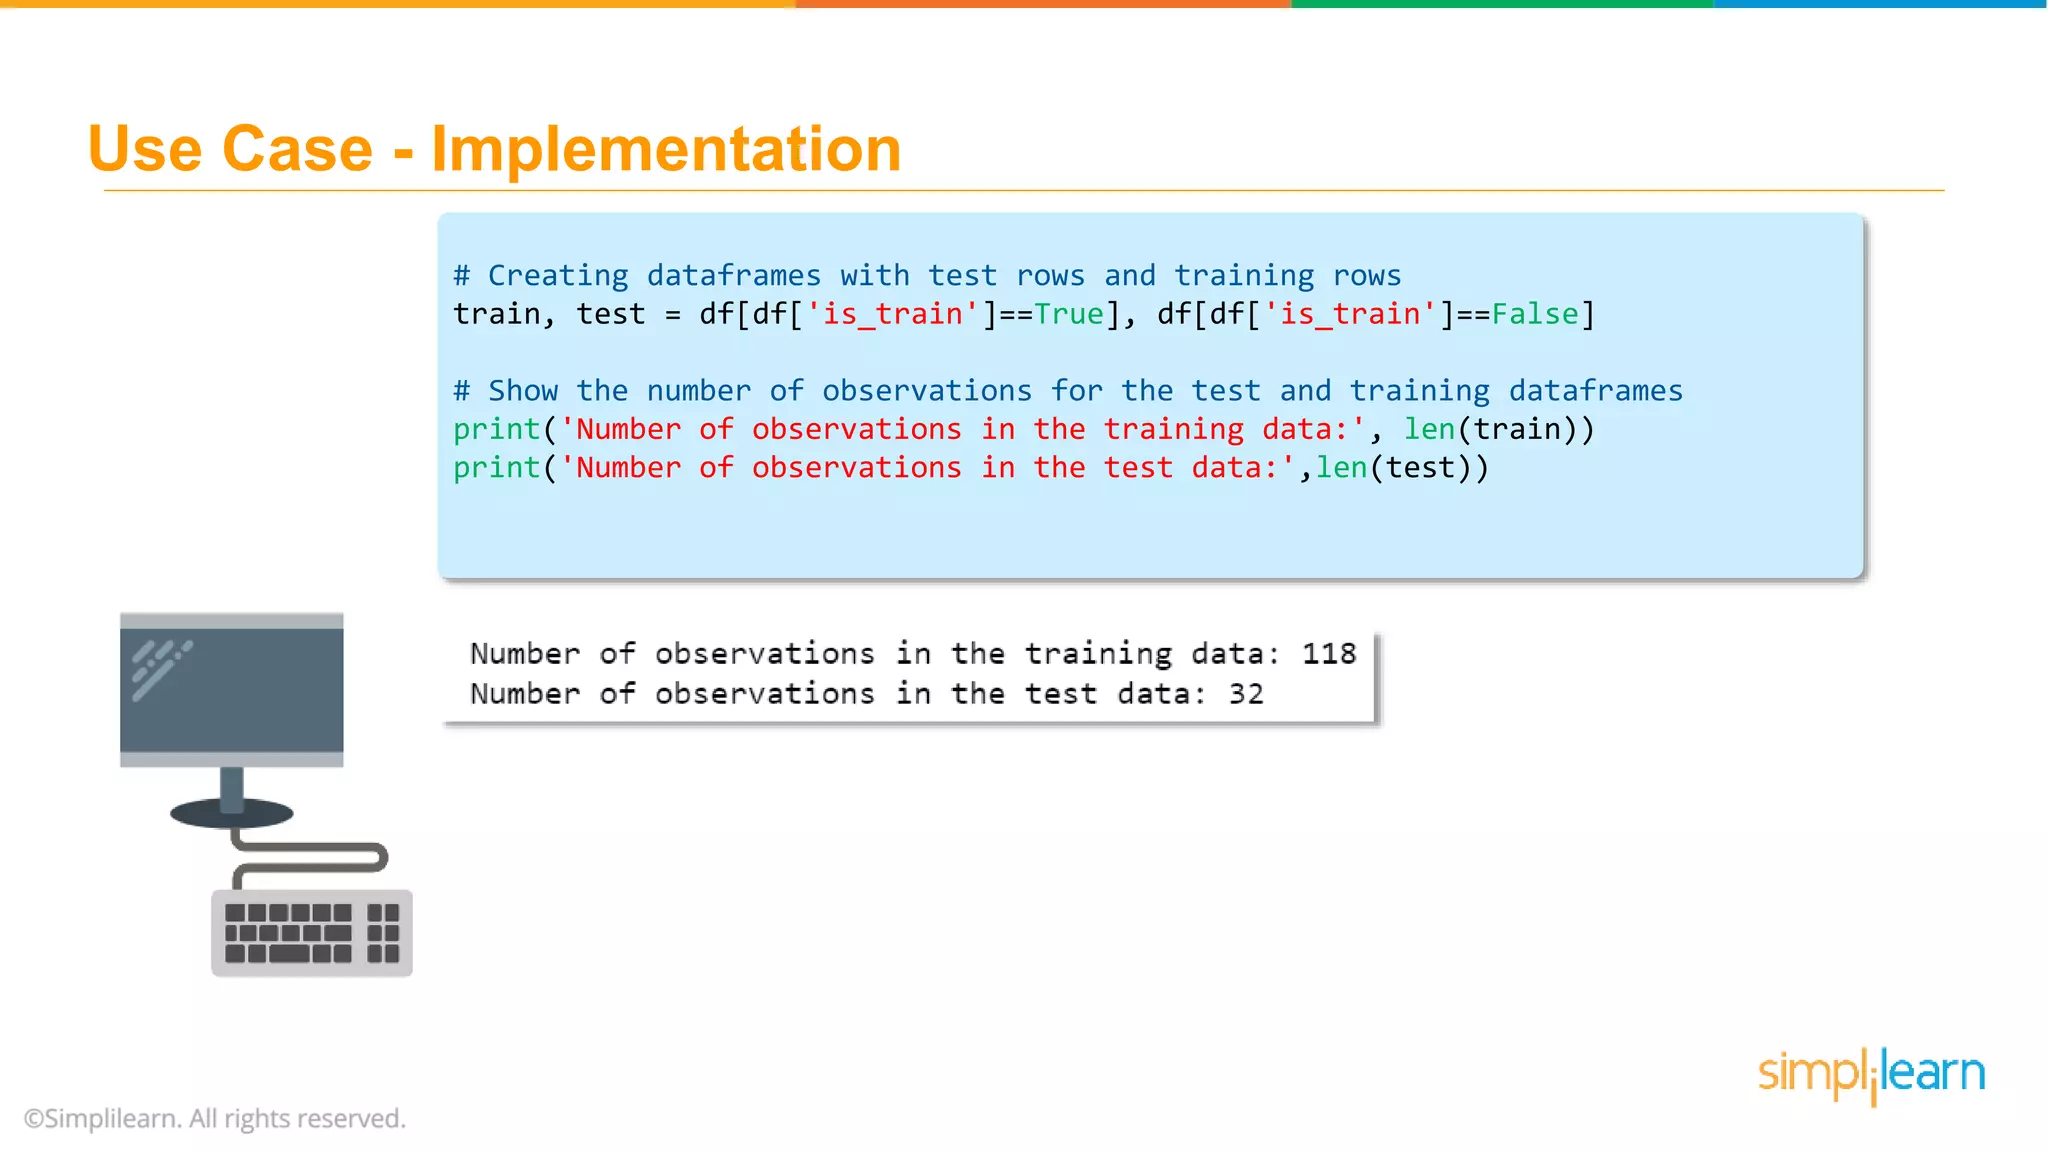 Use Case - Implementation
# Creating dataframes with test rows and training rows
train, test = df[df['is_train']==True], df[df['is_train']==False]
# Show the number of observations for the test and training dataframes
print('Number of observations in the training data:', len(train))
print('Number of observations in the test data:',len(test))
Number of observations in the training data: 118
Number of observations in the test data: 32
simplilearn
©Simplilearn. All rights reserved.